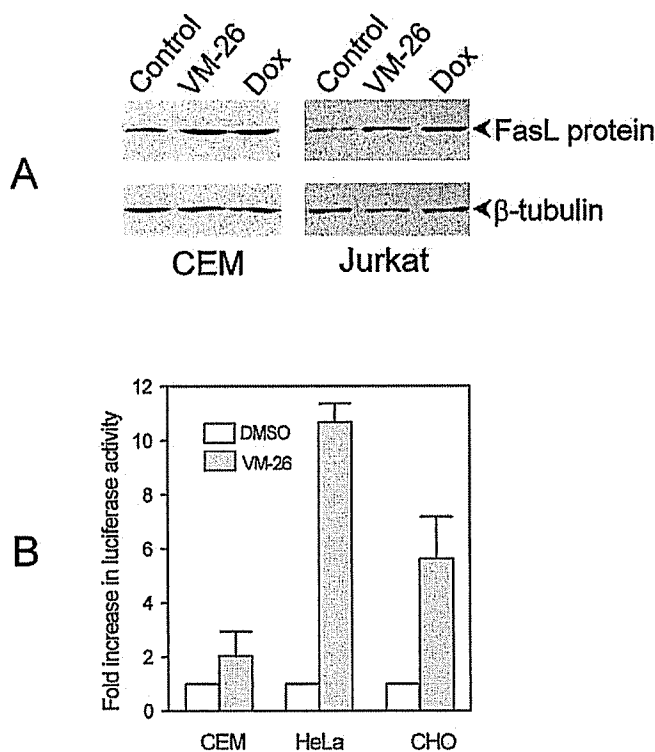 A
Control VM-26 Dox Control VM-26 Dox
FasL protein
β-tubulin
CEM Jurkat
B
Fold increase in luciferase activity
12
10
8
6
4
2
0
DMSO
VM-26
CEM HeLa CHO